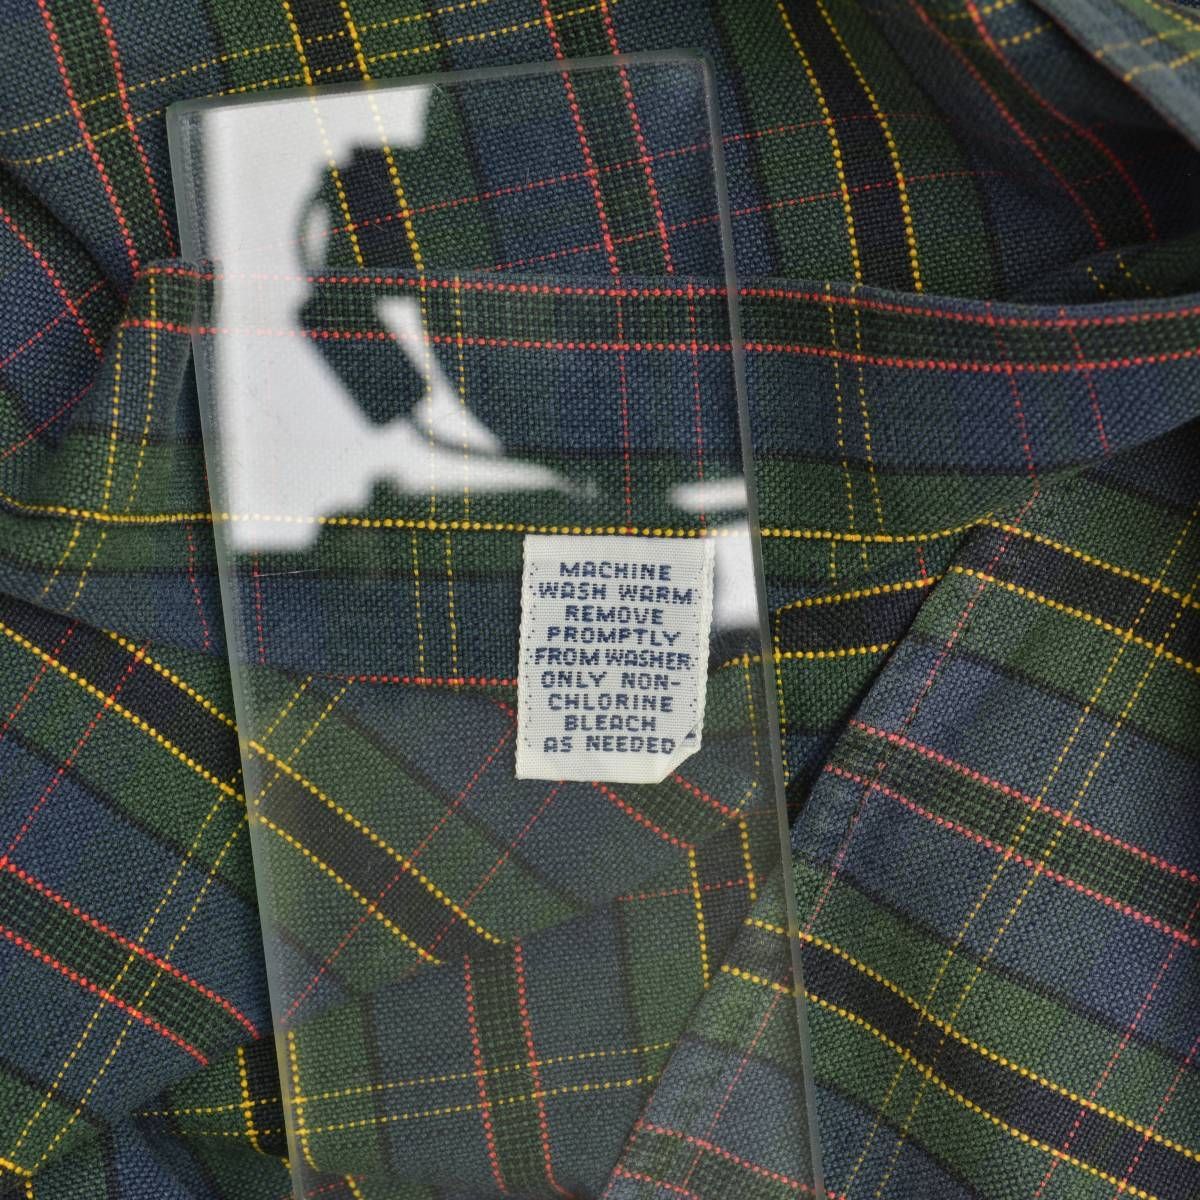 MACHINE
WASH WARM
REMOVE
PROMPTLY
FROM WASHER
ONLY NON-
CHLORINE
BLEACH
AS NEEDED